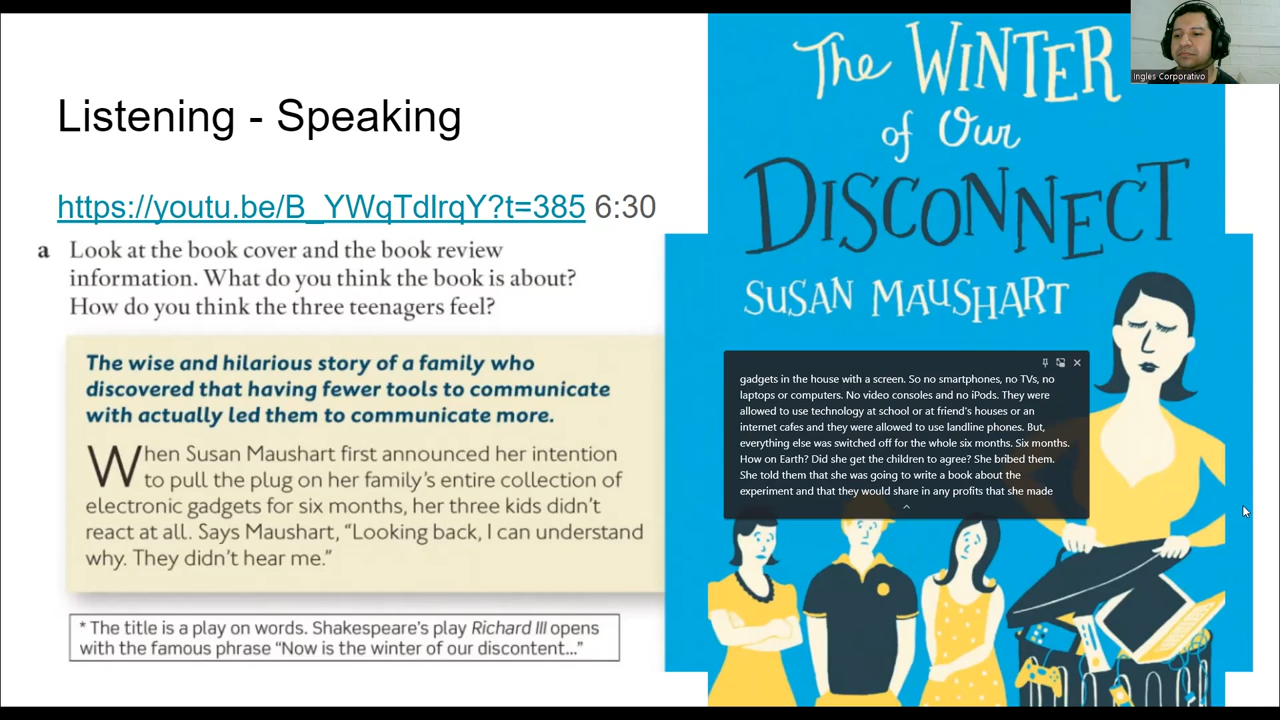 The WINTER
of Our
DISCONNECT
SUSAN MAUSHART
Ingles Corporativo
Listening - Speaking
https://youtu.be/B_YWqTdIrqY?t=385 6:30
a Look at the book cover and the book review
information. What do you think the book is about?
How do you think the three teenagers feel?
The wise and hilarious story of a family who
discovered that having fewer tools to communicate
with actually led them to communicate more.
When Susan Maushart first announced her intention
to pull the plug on her family's entire collection of
electronic gadgets for six months, her three kids didn't
react at all. Says Maushart, “Looking back, I can understand
why. They didn't hear me.”
* The title is a play on words. Shakespeare's play Richard III opens
with the famous phrase “Now is the winter of our discontent...”
gadgets in the house with a screen. So no smartphones, no TVs, no
laptops or computers. No video consoles and no iPods. They were
allowed to use technology at school or at friend's houses or an
internet cafes and they were allowed to use landline phones. But,
everything else was switched off for the whole six months. Six months.
How on Earth? Did she get the children to agree? She bribed them.
She told them that she was going to write a book about the
experiment and that they would share in any profits that she made